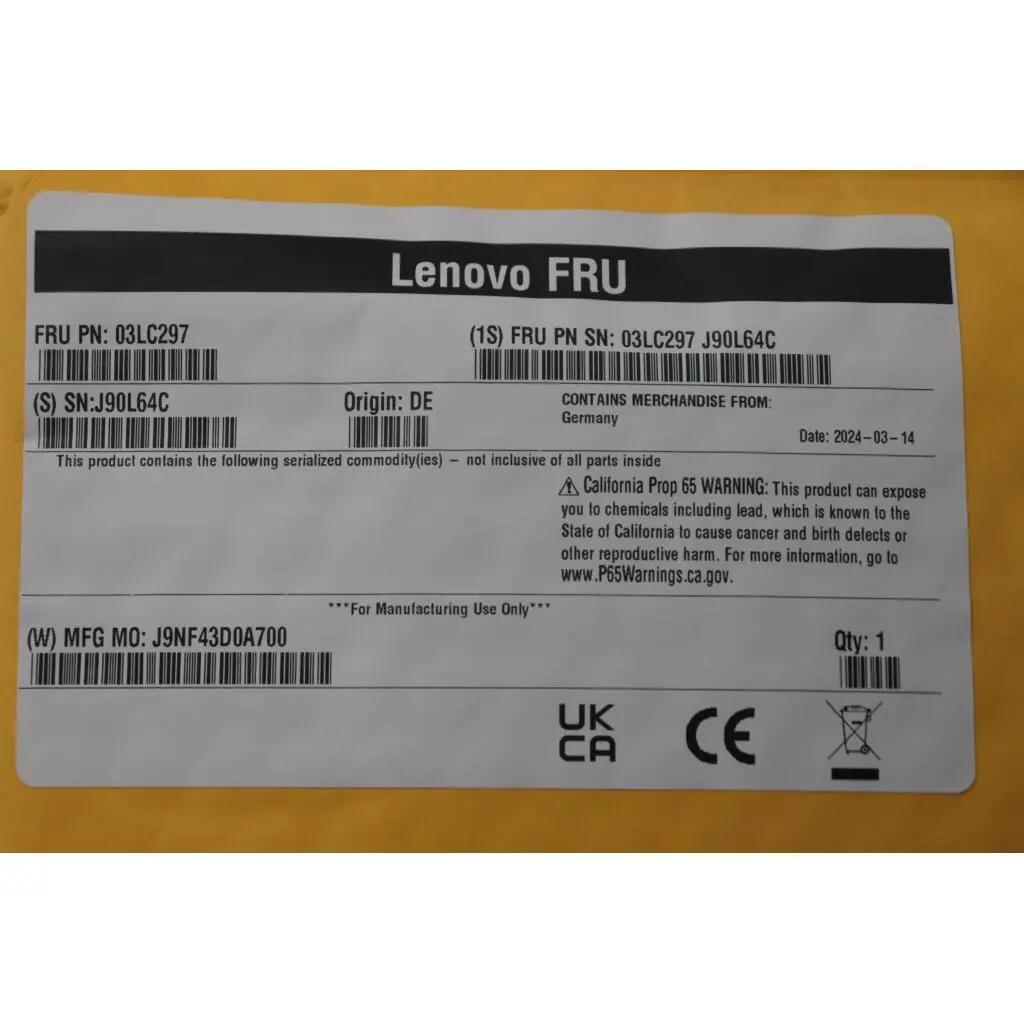 Lenovo FRU
FRU PN: 03LC297
(1S) FRU PN SN: 03LC297 J90L64C
(S) SN:J90L64C
Origin: DE
CONTAINS MERCHANDISE FROM:
Germany
Date: 2024-03-14
This product contains the following serialized commodity(ies) – not inclusive of all parts inside
⚠ California Prop 65 WARNING: This product can expose
you to chemicals including lead, which is known to the
State of California to cause cancer and birth defects or
other reproductive harm. For more information, go to
www.P65Warnings.ca.gov.
***For Manufacturing Use Only***
(W) MFG MO: J9NF43D0A700
Qty: 1
UK
CA
CE